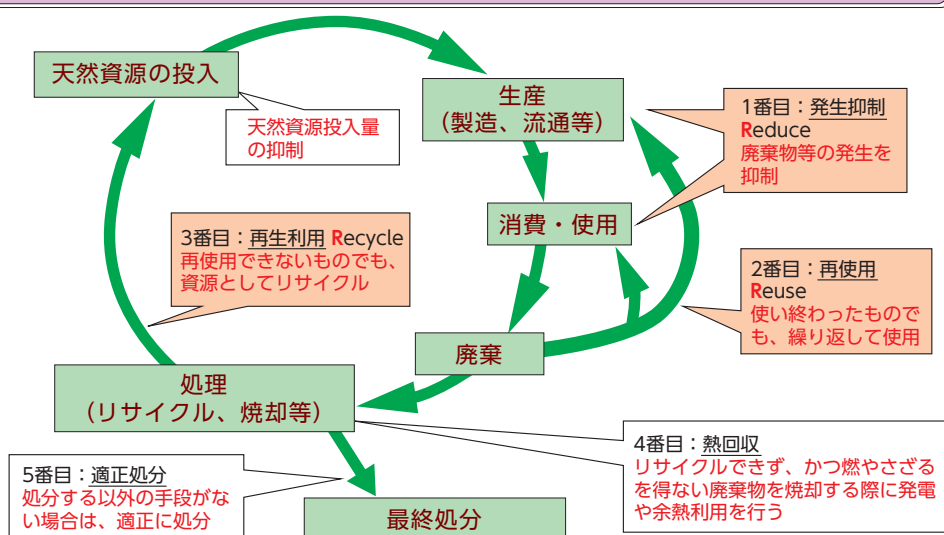 天然資源の投入
天然資源投入量
の抑制
生産
（製造、流通等）
1番目：発生抑制
Reduce
廃棄物等の発生を
抑制
消費・使用
3番目：再生利用 Recycle
再使用できないものでも、
資源としてリサイクル
2番目：再使用
Reuse
使い終わったもので
も、繰り返して使用
廃棄
処理
（リサイクル、焼却等）
4番目：熱回収
リサイクルできず、かつ燃やさざる
を得ない廃棄物を焼却する際に発電
や余熱利用を行う
5番目：適正処分
処分する以外の手段がな
い場合は、適正に処分
最終処分